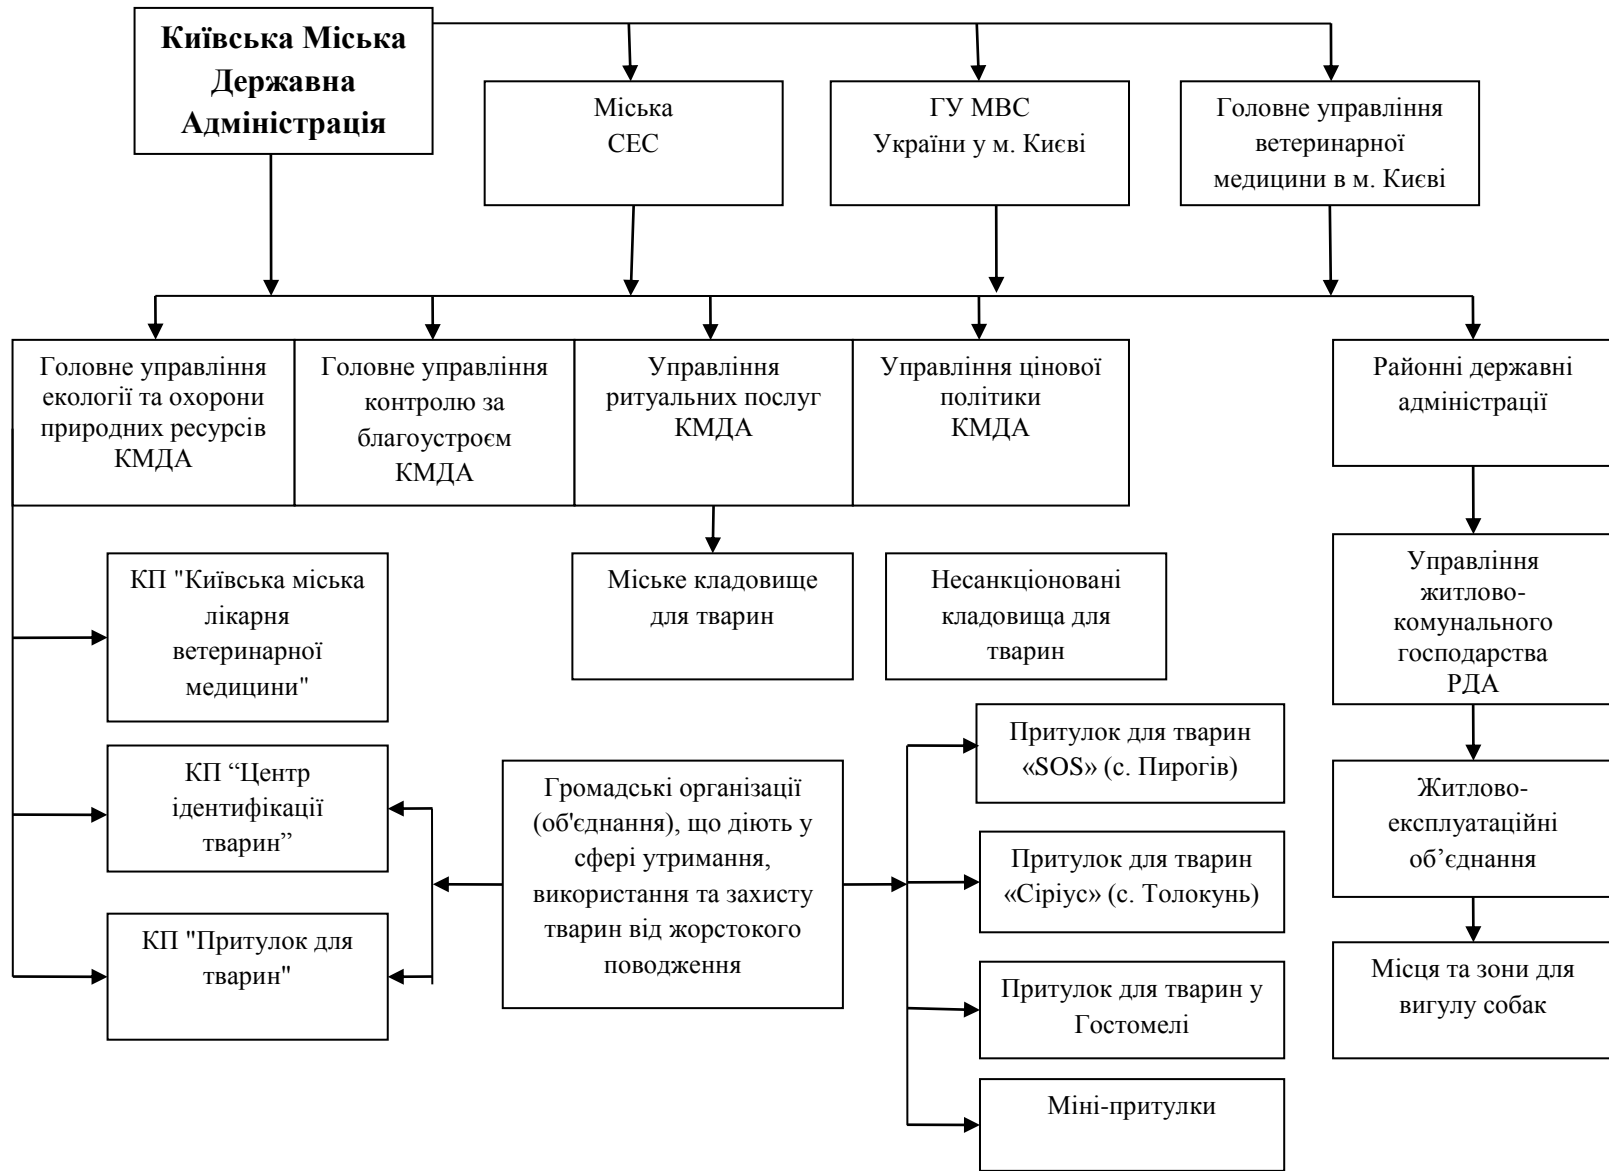 Київська Міська
Державна
Адміністрація
Міська
СЕС
ГУ МВС
України у м. Києві
Головне управління
ветеринарної
медицини в м. Києві
Головне управління
екології та охорони
природних ресурсів
КМДА
Головне управління
контролю за
благоустроєм
КМДА
Управління
ритуальних послуг
КМДА
Управління цінової
політики
КМДА
Районні державні
адміністрації
КП "Київська міська
лікарня
ветеринарної
медицини"
Міське кладовище
для тварин
Несанкціоновані
кладовища для
тварин
Управління
житлово-
комунального
господарства
РДА
КП “Центр
ідентифікації
тварин”
Громадські організації
(об'єднання), що діють у
сфері утримання,
використання та захисту
тварин від жорстокого
поводження
Притулок для тварин
«SOS» (с. Пирогів)
Житлово-
експлуатаційні
об’єднання
Притулок для тварин
«Сіріус» (с. Толокунь)
КП "Притулок для
тварин"
Притулок для тварин у
Гостомелі
Місця та зони для
вигулу собак
Міні-притулки